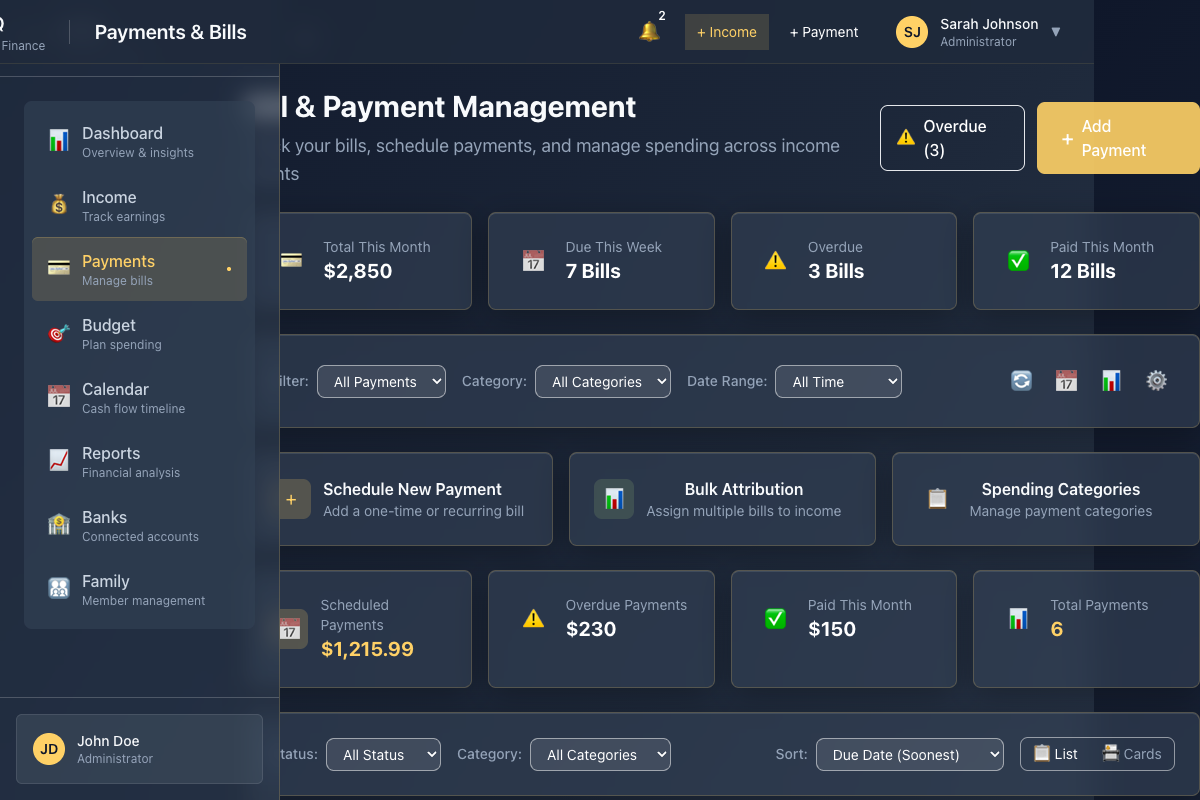 Finance
Payments & Bills
2
+ Income
+ Payment
SJ
Sarah Johnson
Administrator
▼
Dashboard
Overview & insights
Income
Track earnings
Payments
Manage bills
Budget
Plan spending
Calendar
Cash flow timeline
Reports
Financial analysis
Banks
Connected accounts
Family
Member management
JD
John Doe
Administrator
l & Payment Management
k your bills, schedule payments, and manage spending across income
nts
Overdue
(3)
+ Add
Payment
Total This Month
$2,850
Due This Week
7 Bills
Overdue
3 Bills
Paid This Month
12 Bills
ilter:
All Payments
Category:
All Categories
Date Range:
All Time
+
Schedule New Payment
Add a one-time or recurring bill
Bulk Attribution
Assign multiple bills to income
Spending Categories
Manage payment categories
Scheduled
Payments
$1,215.99
Overdue Payments
$230
Paid This Month
$150
Total Payments
6
tatus:
All Status
Category:
All Categories
Sort:
Due Date (Soonest)
List
Cards